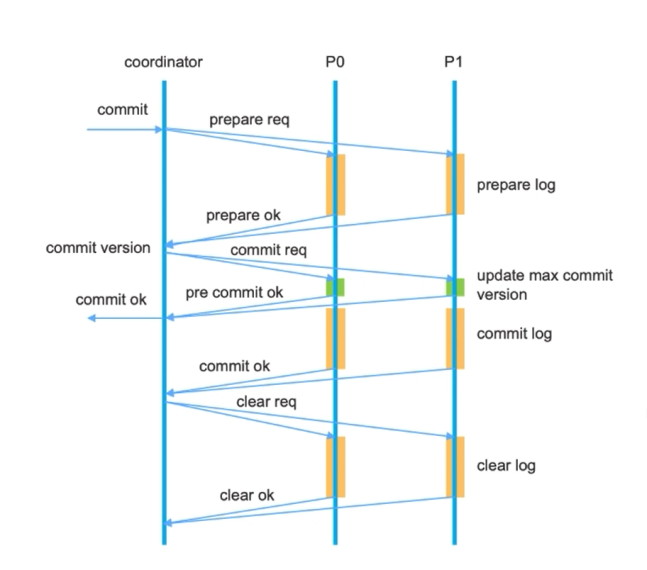 coordinator
P0
P1
commit
prepare req
prepare log
prepare ok
commit version
commit req
update max commit
version
pre commit ok
commit ok
commit log
commit ok
clear req
clear log
clear ok